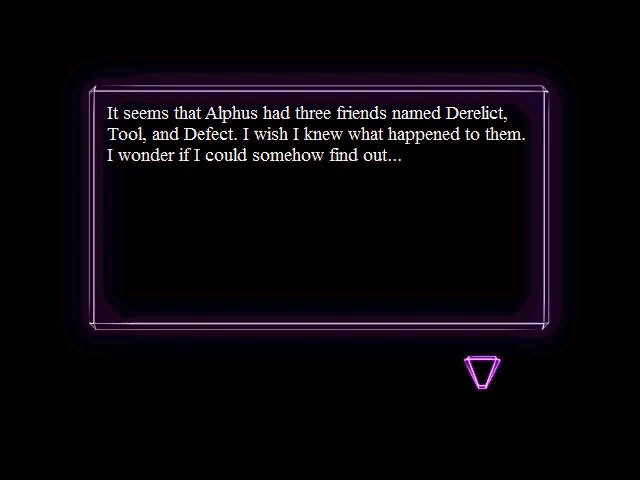 It seems that Alphus had three friends named Derelict,
Tool, and Defect. I wish I knew what happened to them.
I wonder if I could somehow find out...